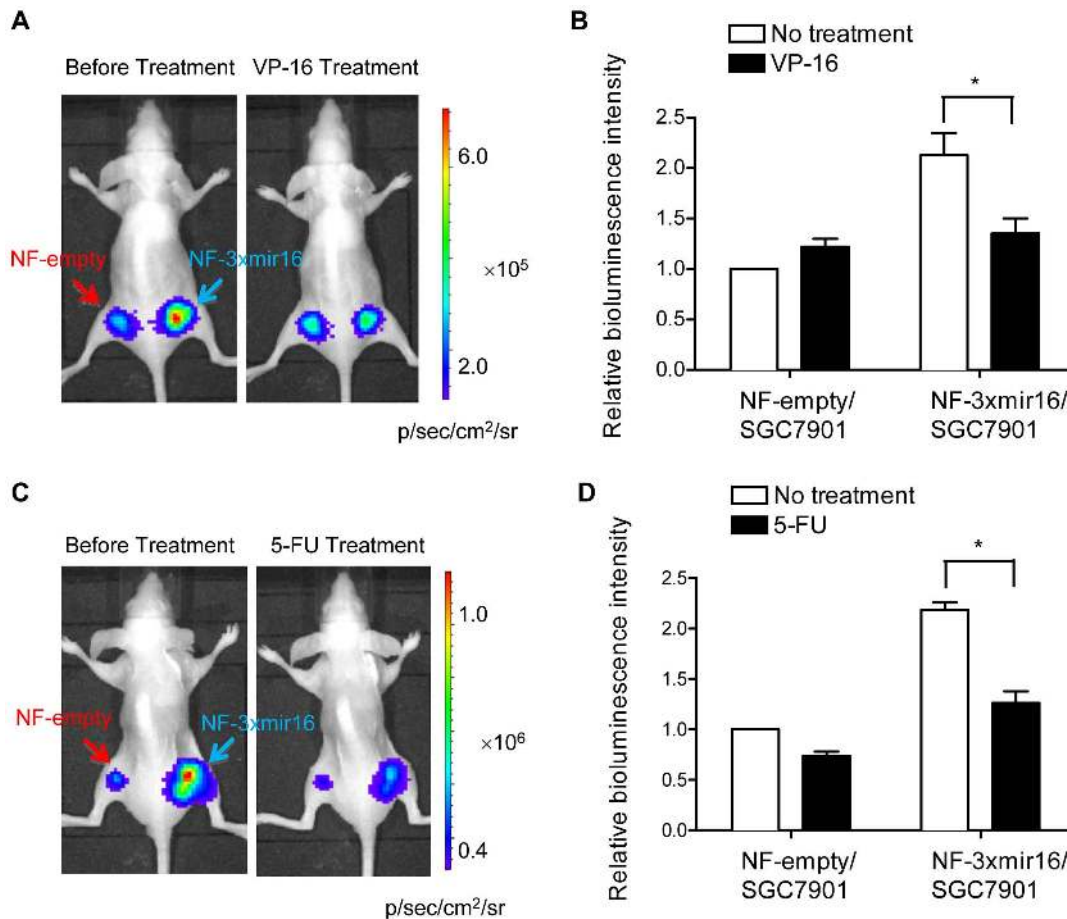 A
Before Treatment
VP-16 Treatment
NF-empty
NF-3xmir16
6.0
×10⁵
2.0
p/sec/cm²/sr
B
No treatment
VP-16
*
Relative bioluminescence intensity
2.5
2.0
1.5
1.0
0.5
0.0
NF-empty/
SGC7901
NF-3xmir16/
SGC7901
C
Before Treatment
5-FU Treatment
NF-empty
NF-3xmir16
1.0
×10⁶
0.4
p/sec/cm²/sr
D
No treatment
5-FU
*
Relative bioluminescence intensity
2.5
2.0
1.5
1.0
0.5
0.0
NF-empty/
SGC7901
NF-3xmir16/
SGC7901